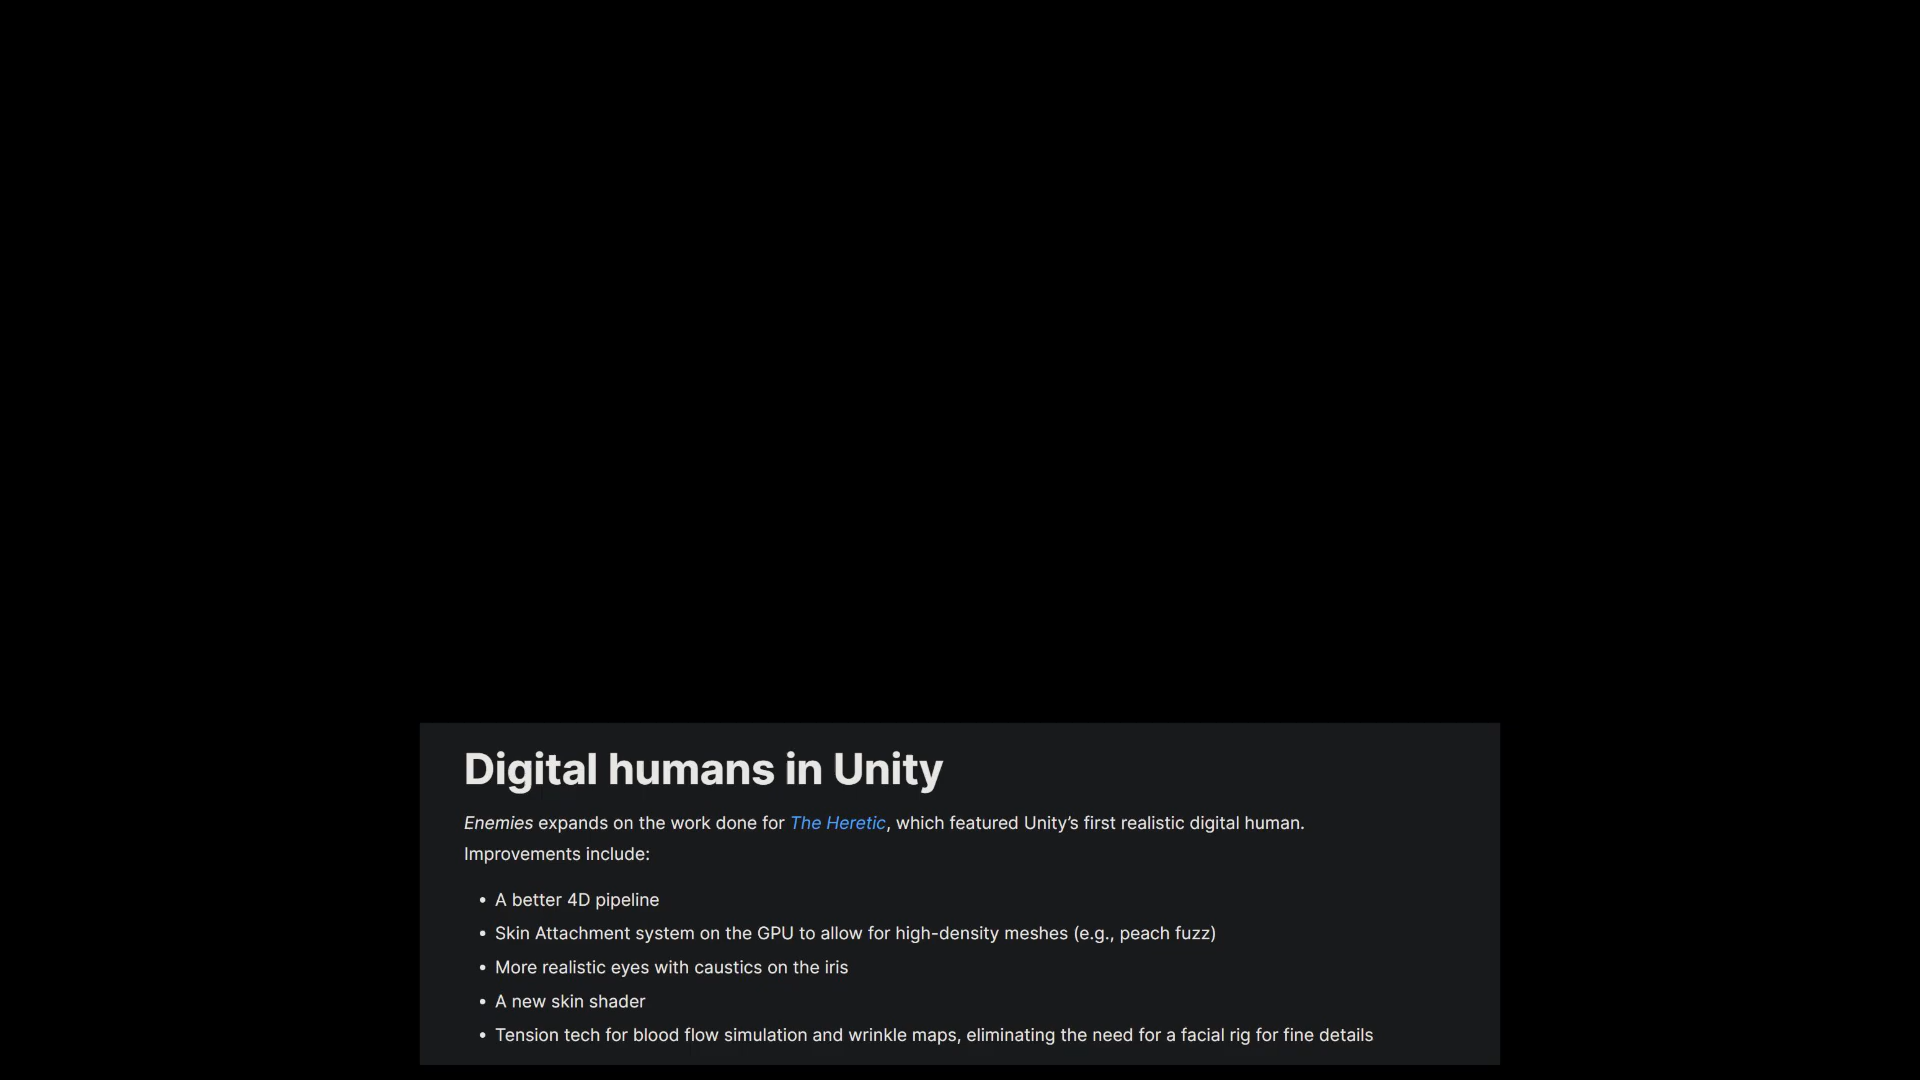 Digital humans in Unity
Enemies expands on the work done for The Heretic, which featured Unity’s first realistic digital human.
Improvements include:
• A better 4D pipeline
• Skin Attachment system on the GPU to allow for high-density meshes (e.g., peach fuzz)
• More realistic eyes with caustics on the iris
• A new skin shader
• Tension tech for blood flow simulation and wrinkle maps, eliminating the need for a facial rig for fine details